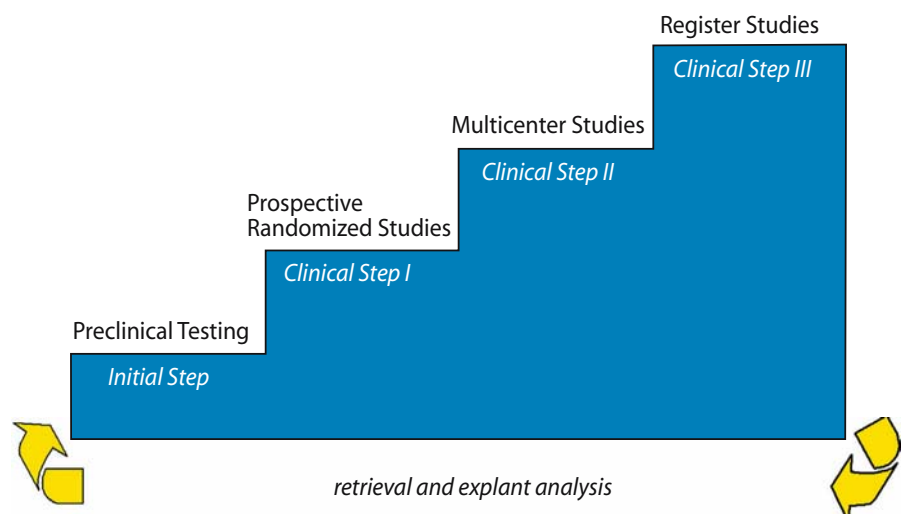 Register Studies
Clinical Step III
Multicenter Studies
Clinical Step II
Prospective
Randomized Studies
Clinical Step I
Preclinical Testing
Initial Step
retrieval and explant analysis